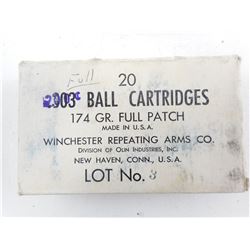 Full
20
.303" BALL CARTRIDGES
174 GR. FULL PATCH
MADE IN U.S.A.
WINCHESTER REPEATING ARMS CO.
DIVISION OF OLIN INDUSTRIES, INC.
NEW HAVEN, CONN., U.S.A.
LOT No. 3